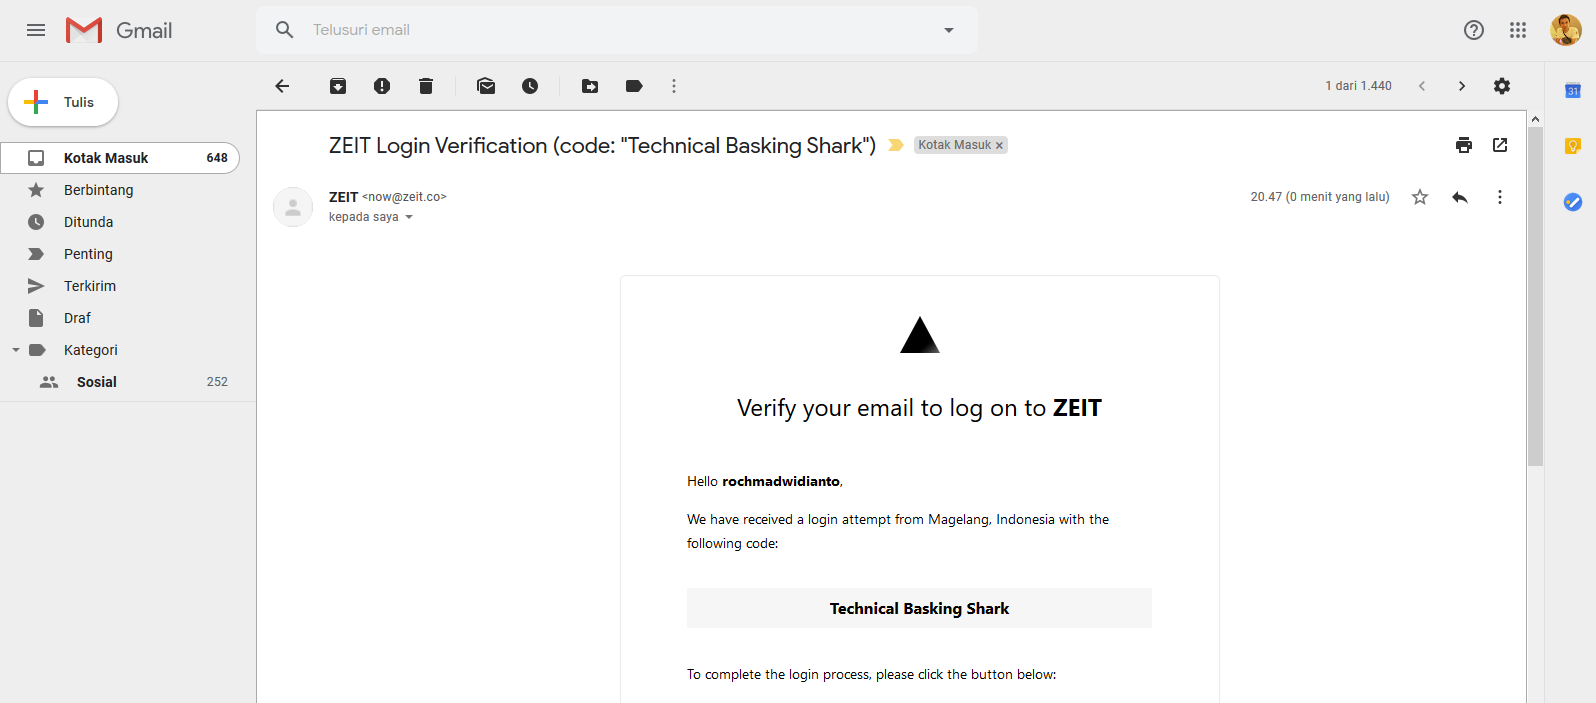 Gmail
Telusuri email
Tulis
1 dari 1.440
31
Kotak Masuk 648
Berbintang
Ditunda
Penting
Terkirim
Draf
Kategori
Sosial 252
ZEIT Login Verification (code: "Technical Basking Shark")
Kotak Masuk ×
ZEIT <now@zeit.co>
20.47 (0 menit yang lalu)
kepada saya
Verify your email to log on to ZEIT
Hello rochmadwidianto,
We have received a login attempt from Magelang, Indonesia with the
following code:
Technical Basking Shark
To complete the login process, please click the button below: